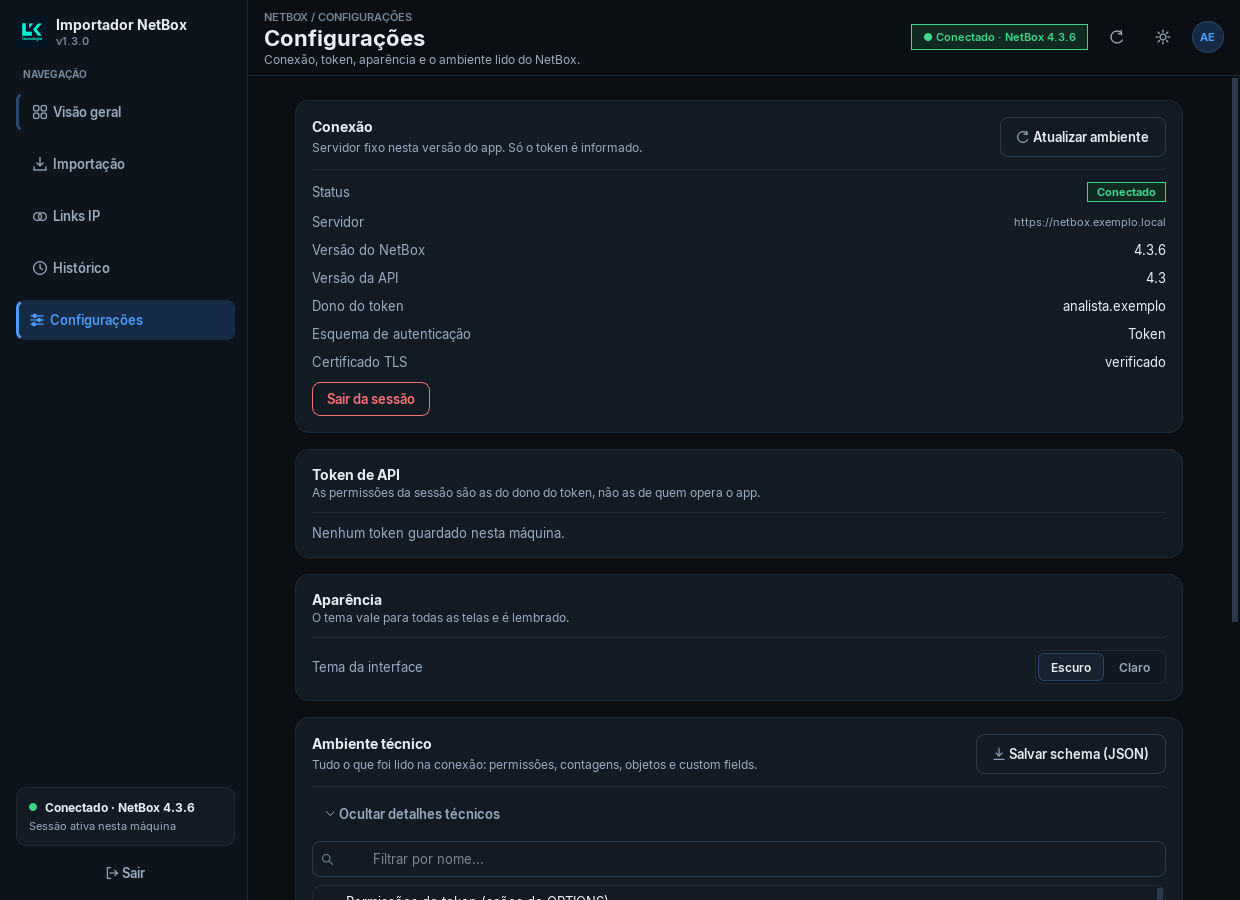 LK
Importador NetBox
v1.3.0
NAVEGAÇÃO
Visão geral
Importação
Links IP
Histórico
Configurações
Conectado · NetBox 4.3.6
Sessão ativa nesta máquina
Sair
NETBOX / CONFIGURAÇÕES
Configurações
Conexão, token, aparência e o ambiente lido do NetBox.
Conectado · NetBox 4.3.6
AE
Conexão
Servidor fixo nesta versão do app. Só o token é informado.
Atualizar ambiente
Status Conectado
Servidor https://netbox.exemplo.local
Versão do NetBox 4.3.6
Versão da API 4.3
Dono do token analista.exemplo
Esquema de autenticação Token
Certificado TLS verificado
Sair da sessão
Token de API
As permissões da sessão são as do dono do token, não as de quem opera o app.
Nenhum token guardado nesta máquina.
Aparência
O tema vale para todas as telas e é lembrado.
Tema da interface Escuro Claro
Ambiente técnico
Tudo o que foi lido na conexão: permissões, contagens, objetos e custom fields.
Salvar schema (JSON)
Ocultar detalhes técnicos
Filtrar por nome...
Permissões do token (ações do OPTIONS)